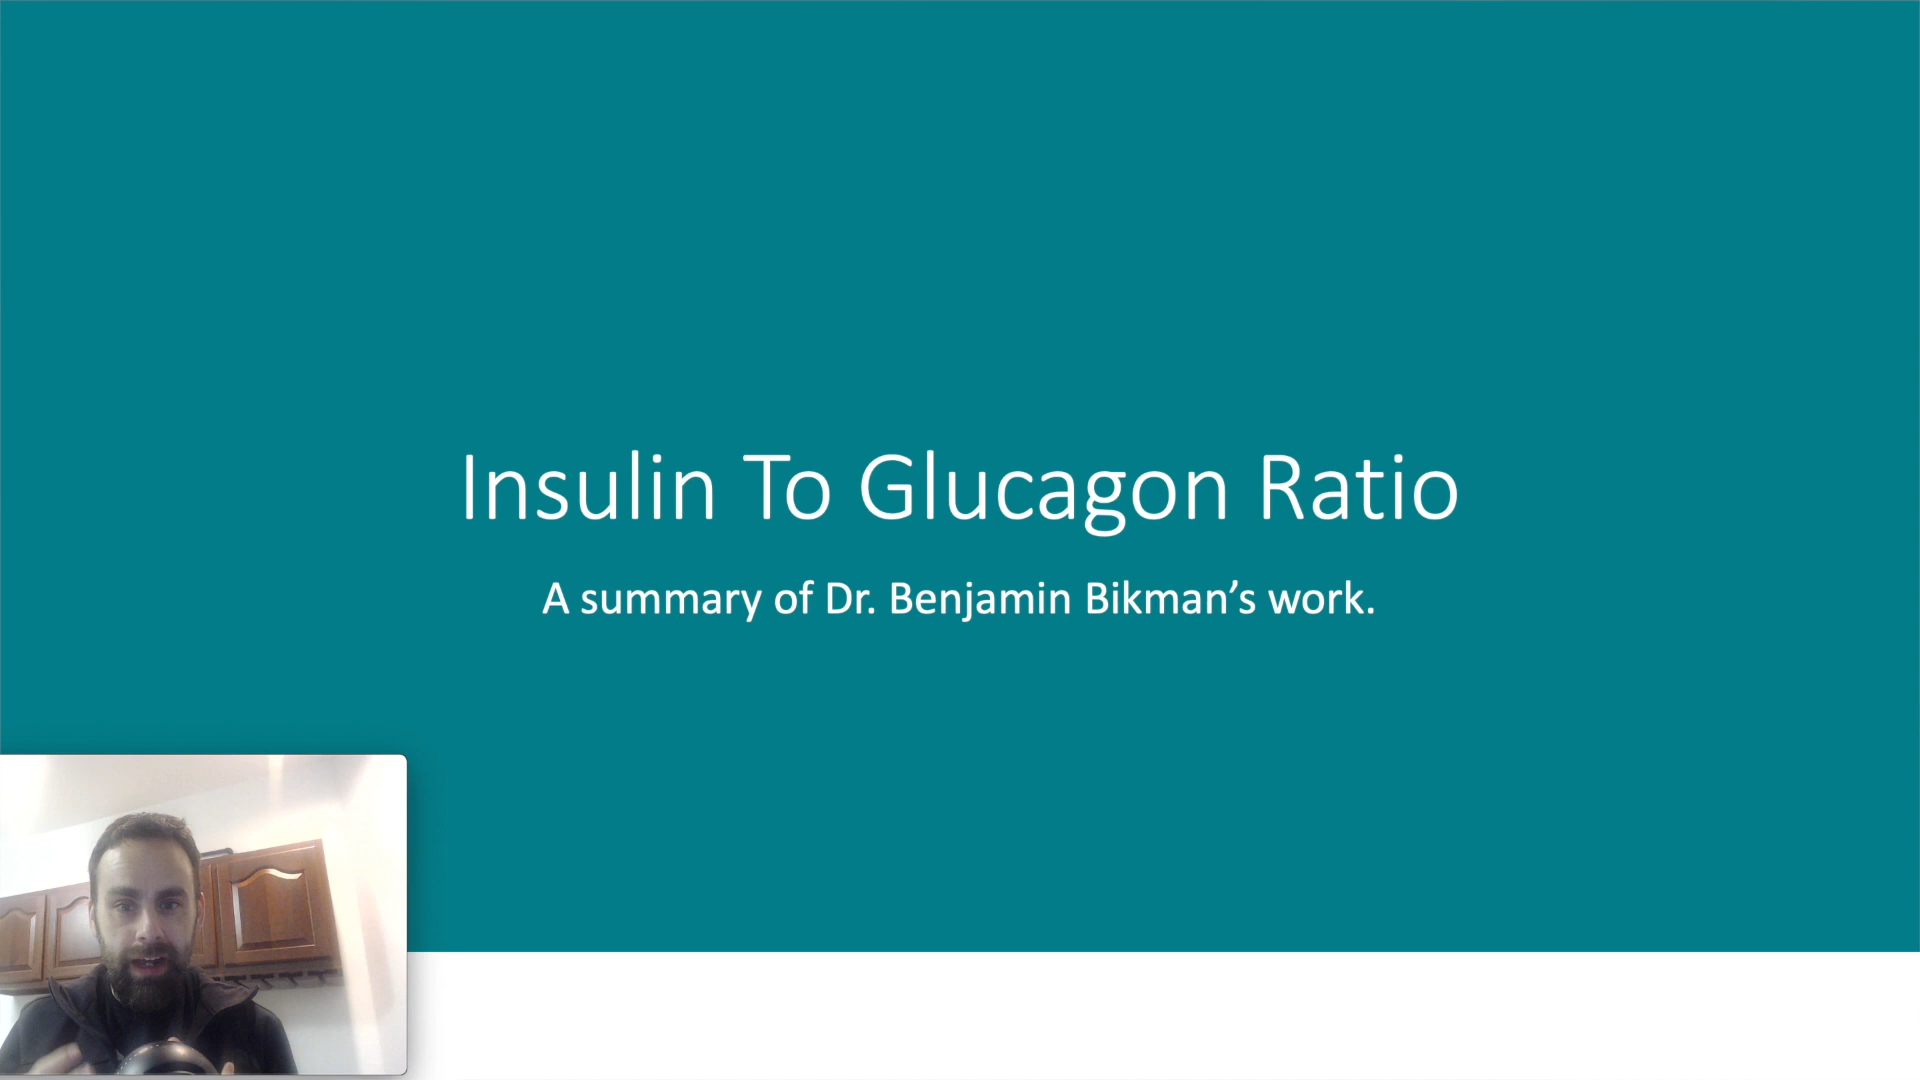 Insulin To Glucagon Ratio
A summary of Dr. Benjamin Bikman’s work.